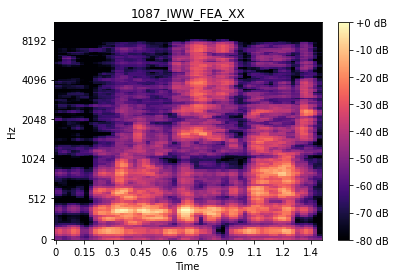 1087_IWW_FEA_XX
+0 dB
8192
-10 dB
4096
-20 dB
-30 dB
2048
-40 dB
Hz
1024
-50 dB
512
-60 dB
-70 dB
0
-80 dB
0 0.15 0.3 0.45 0.6 0.75 0.9 1.1 1.2 1.4
Time